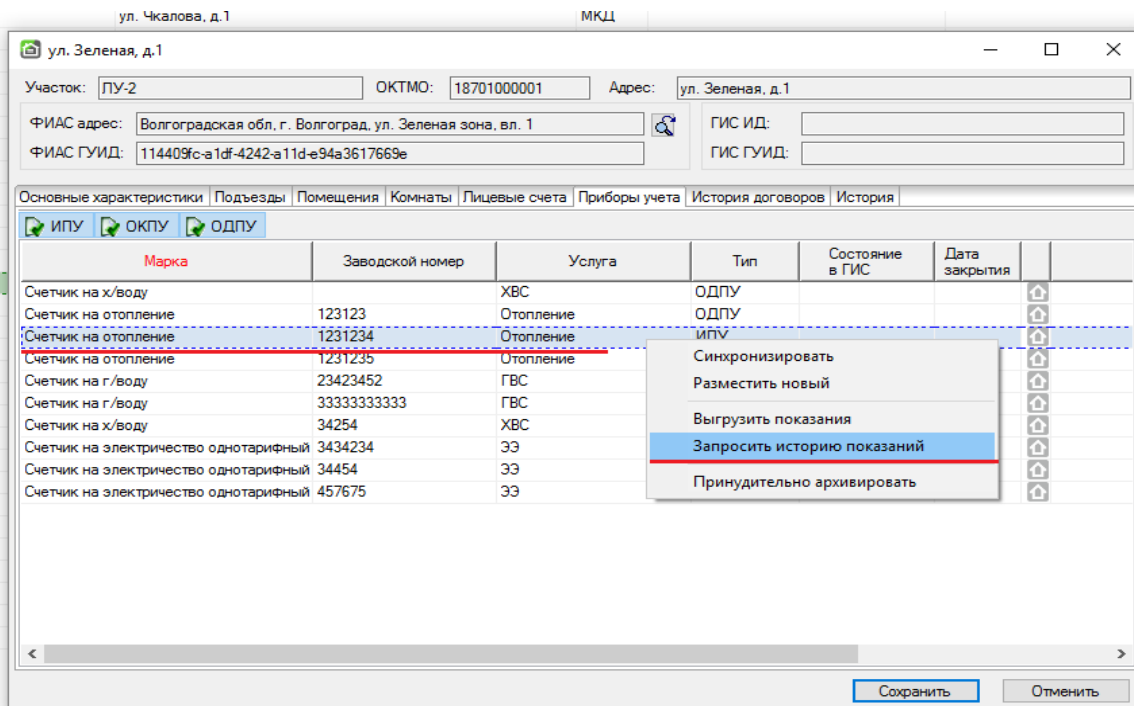 ул. Чкалова, д.1 МКД
ул. Зеленая, д.1
Участок: ЛУ-2 ОКТМО: 18701000001 Адрес: ул. Зеленая, д.1
ФИАС адрес: Волгоградская обл, г. Волгоград, ул. Зеленая зона, вл. 1 ГИС ИД:
ФИАС ГУИД: 114409fc-a1df-4242-a11d-e94a3617669e ГИС ГУИД:
Основные характеристики Подъезды Помещения Комнаты Лицевые счета Приборы учета История договоров История
ИПУ ОКПУ ОДПУ
Марка Заводской номер Услуга Тип Состояние в ГИС Дата закрытия
Счетчик на х/воду ХВС ОДПУ
Счетчик на отопление 123123 Отопление ОДПУ
Счетчик на отопление 1231234 Отопление ИПУ
Счетчик на отопление 1231235 Отопление
Счетчик на г/воду 23423452 ГВС
Счетчик на г/воду 33333333333 ГВС
Счетчик на х/воду 34254 ХВС
Счетчик на электричество однотарифный 3434234 ЭЭ
Счетчик на электричество однотарифный 34454 ЭЭ
Счетчик на электричество однотарифный 457675 ЭЭ
Синхронизировать
Разместить новый
Выгрузить показания
Запросить историю показаний
Принудительно архивировать
Сохранить Отменить